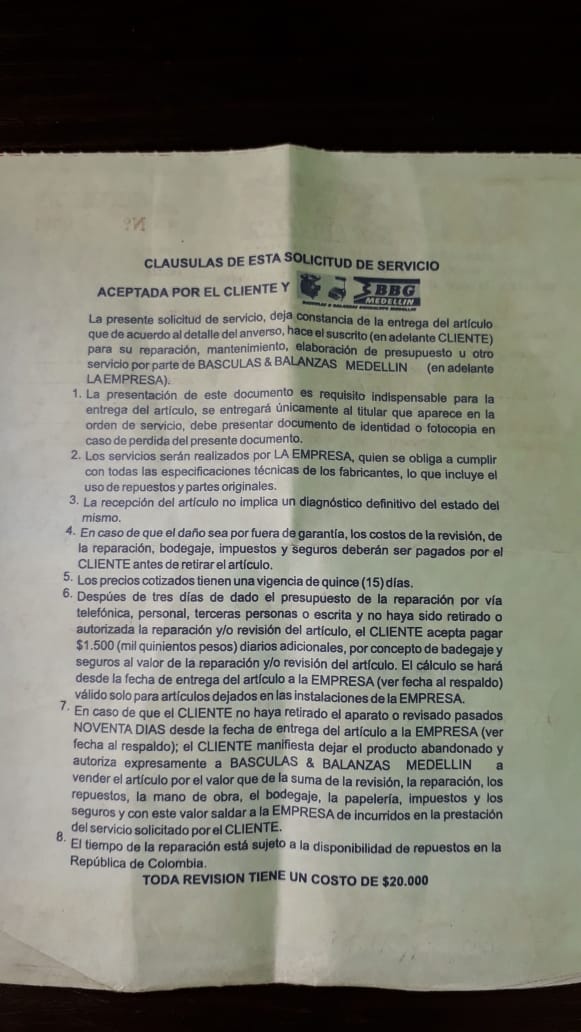 Nº
CLAUSULAS DE ESTA SOLICITUD DE SERVICIO
ACEPTADA POR EL CLIENTE Y BBG
MEDELLIN
La presente solicitud de servicio, deja constancia de la entrega del artículo
que de acuerdo al detalle del anverso, hace el suscrito (en adelante CLIENTE)
para su reparación, mantenimiento, elaboración de presupuesto u otro
servicio por parte de BASCULAS & BALANZAS MEDELLIN (en adelante
LA EMPRESA).
1. La presentación de este documento es requisito indispensable para la
entrega del artículo, se entregará únicamente al titular que aparece en la
orden de servicio, debe presentar documento de identidad o fotocopia en
caso de perdida del presente documento.
2. Los servicios serán realizados por LA EMPRESA, quien se obliga a cumplir
con todas las especificaciones técnicas de los fabricantes, lo que incluye el
uso de repuestos y partes originales.
3. La recepción del artículo no implica un diagnóstico definitivo del estado del
mismo.
4. En caso de que el daño sea por fuera de garantía, los costos de la revisión, de
la reparación, bodegaje, impuestos y seguros deberán ser pagados por el
CLIENTE antes de retirar el artículo.
5. Los precios cotizados tienen una vigencia de quince (15) días.
6. Despúes de tres días de dado el presupuesto de la reparación por vía
telefónica, personal, terceras personas o escrita y no haya sido retirado o
autorizada la reparación y/o revisión del artículo, el CLIENTE acepta pagar
$1.500 (mil quinientos pesos) diarios adicionales, por concepto de badegaje y
seguros al valor de la reparación y/o revisión del artículo. El cálculo se hará
desde la fecha de entrega del artículo a la EMPRESA (ver fecha al respaldo)
válido solo para artículos dejados en las instalaciones de la EMPRESA.
7. En caso de que el CLIENTE no haya retirado el aparato o revisado pasados
NOVENTA DIAS desde la fecha de entrega del artículo a la EMPRESA (ver
fecha al respaldo); el CLIENTE manifiesta dejar el producto abandonado y
autoriza expresamente a BASCULAS & BALANZAS MEDELLIN a
vender el artículo por el valor que de la suma de la revisión, la reparación, los
repuestos, la mano de obra, el bodegaje, la papelería, impuestos y los
seguros y con este valor saldar a la EMPRESA de incurridos en la prestación
del servicio solicitado por el CLIENTE.
8. El tiempo de la reparación está sujeto a la disponibilidad de repuestos en la
República de Colombia.
TODA REVISION TIENE UN COSTO DE $20.000